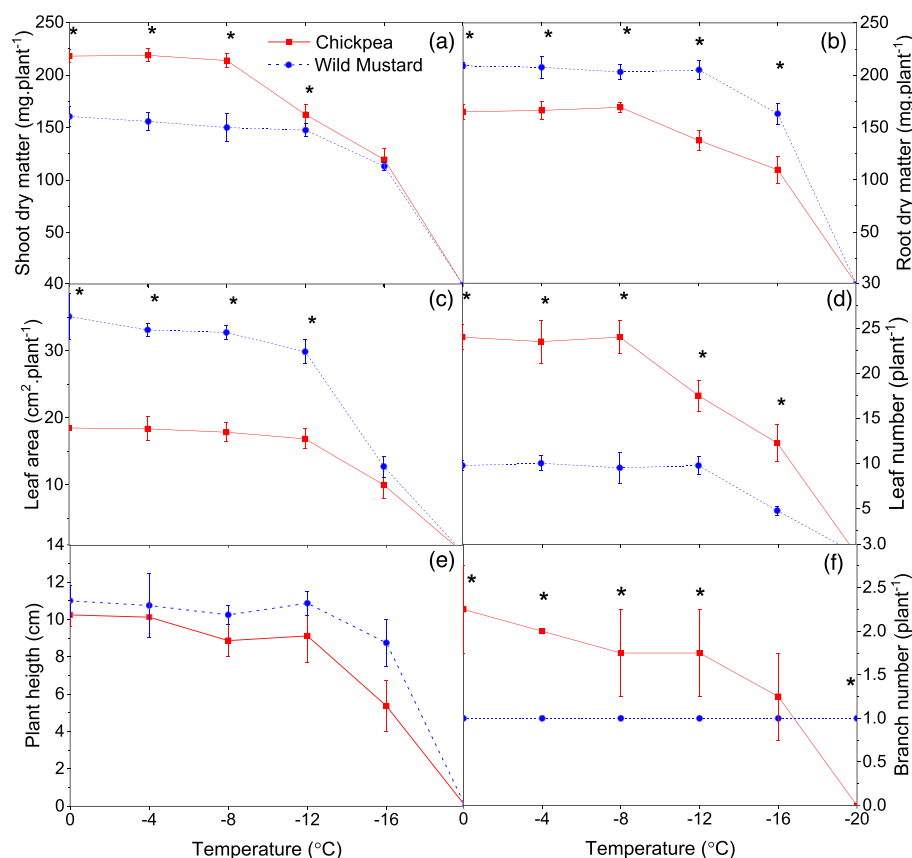 250
200
150
100
50
40
Shoot dry matter (mg.plant⁻¹)
* * * *
Chickpea
Wild Mustard
(a)
* * * * *
(b)
250
200
150
100
50
30
Root dry matter (mg.plant⁻¹)
30
20
10
14
Leaf area (cm².plant⁻¹)
* * * *
(c)
* * * * *
(d)
25
20
15
10
5
3.0
Leaf number (plant⁻¹)
12
10
8
6
4
2
0
Plant heigth (cm)
(e)
* * * * *
(f)
2.5
2.0
1.5
1.0
0.5
0.0
Branch number (plant⁻¹)
0 -4 -8 -12 -16
Temperature (°C)
0 -4 -8 -12 -16 -20
Temperature (°C)